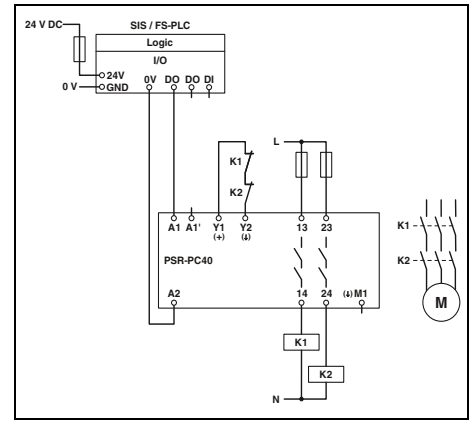 24 V DC
SIS / FS-PLC
Logic
I/O
24V
0V DO DO DI
0 V
GND
L
K1
K2
A1 A1' Y1 Y2 13 23
(+) (↓)
PSR-PC40
K1
K2
A2
14 24 (↓) M1
M
K1
K2
N